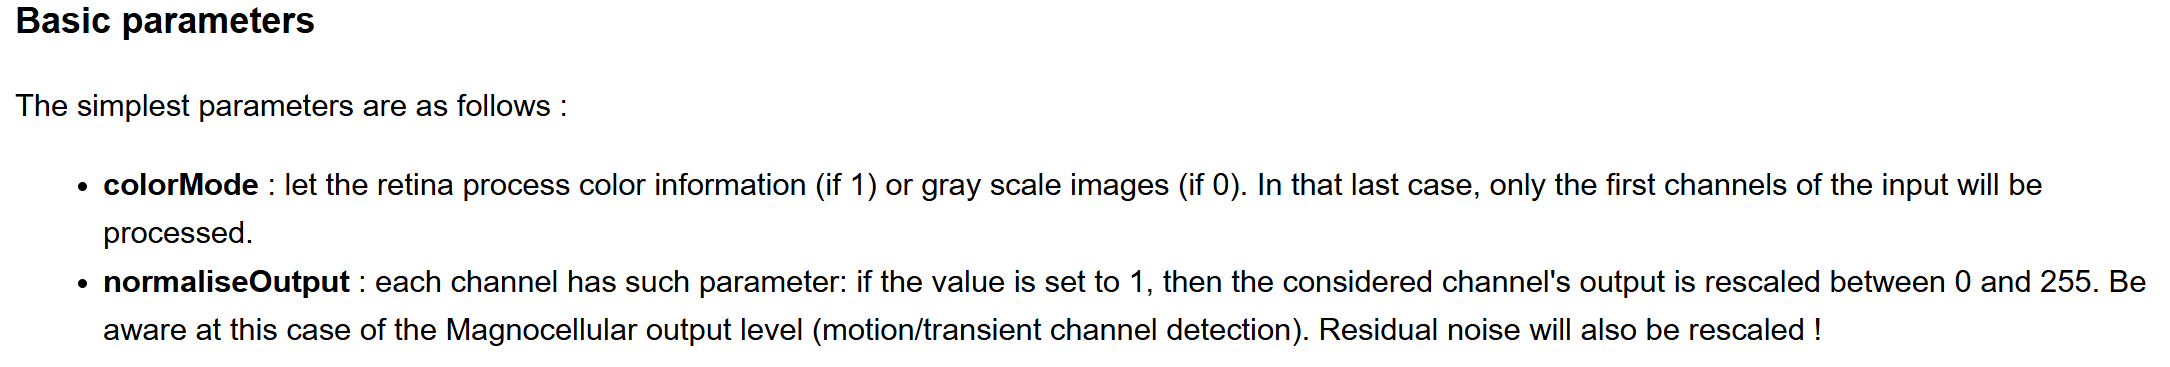 Basic parameters
The simplest parameters are as follows :
• colorMode : let the retina process color information (if 1) or gray scale images (if 0). In that last case, only the first channels of the input will be
processed.
• normaliseOutput : each channel has such parameter: if the value is set to 1, then the considered channel's output is rescaled between 0 and 255. Be
aware at this case of the Magnocellular output level (motion/transient channel detection). Residual noise will also be rescaled !